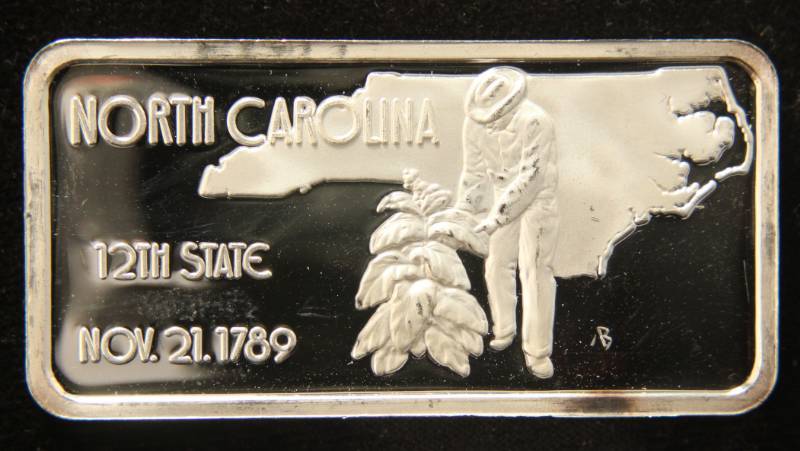 NORTH CAROLINA
12TH STATE
NOV. 21. 1789